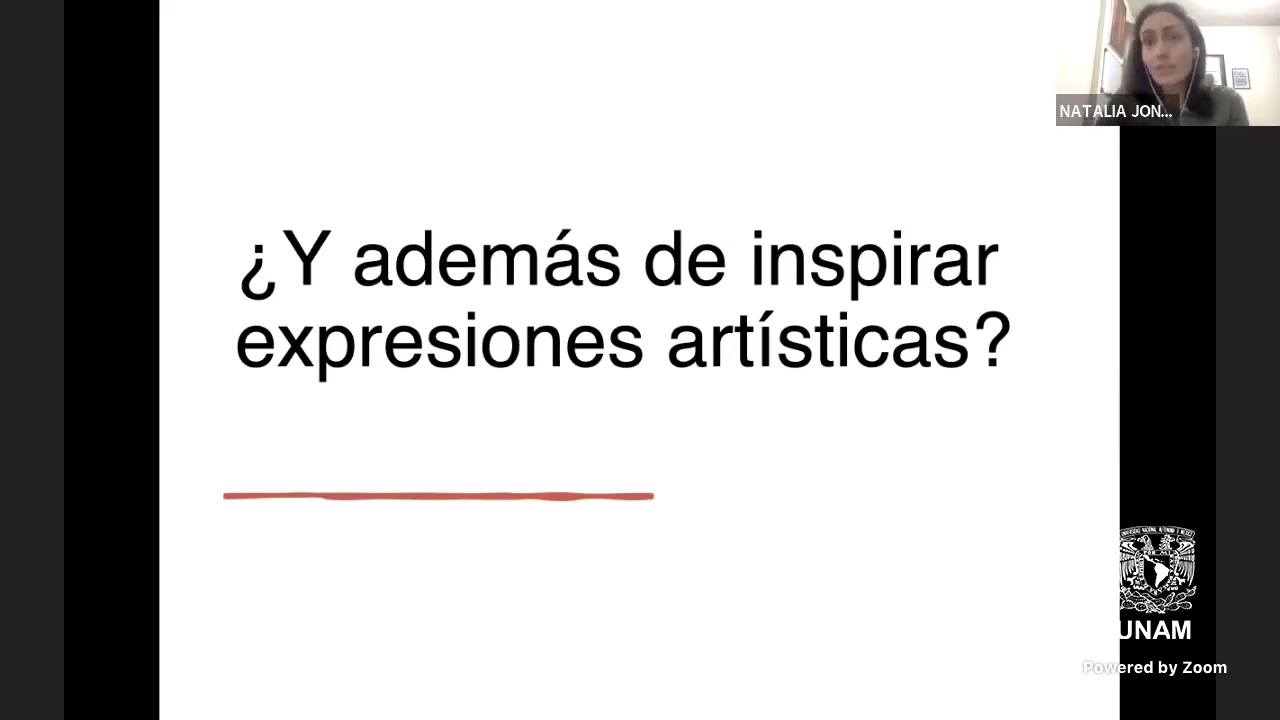 NATALIA JON...
¿Y además de inspirar
expresiones artísticas?
UNAM
Powered by Zoom